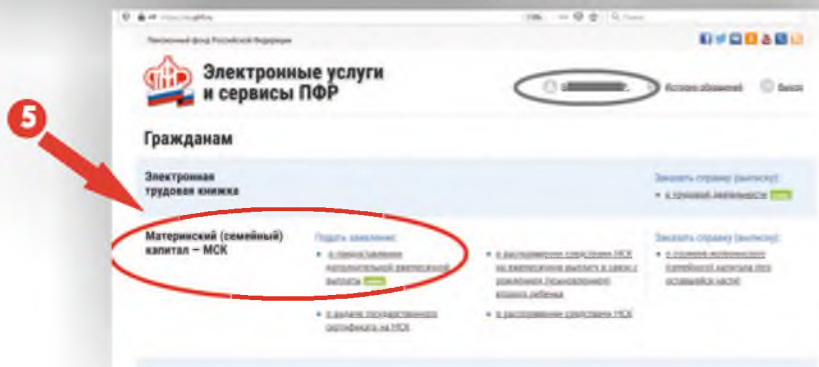 Пенсионный фонд Российской Федерации
Электронные услуги
и сервисы ПФР
История обращений
Выход
5
Гражданам
Электронная
трудовая книжка
Заказать справку (выписку):
о трудовой деятельности
Материнский (семейный)
капитал – МСК
Подать заявление:
о предоставлении
дополнительной ежемесячной
выплаты
о выдаче государственного
сертификата на МСК
о распоряжении средствами МСК
на ежемесячную выплату в связи с
рождением (усыновлением)
второго ребенка
о распоряжении средствами МСК
Заказать справку (выписку):
о размере материнского
(семейного) капитала (его
оставшейся части)